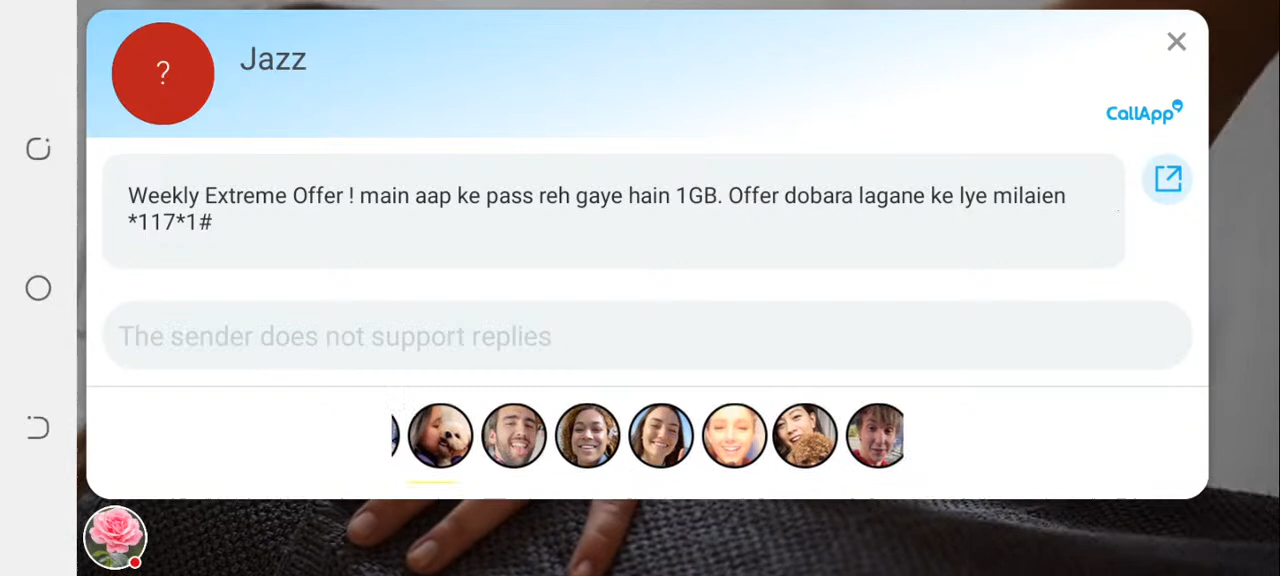 ?
Jazz
CallApp
Weekly Extreme Offer ! main aap ke pass reh gaye hain 1GB. Offer dobara lagane ke lye milaien
*117*1#
The sender does not support replies